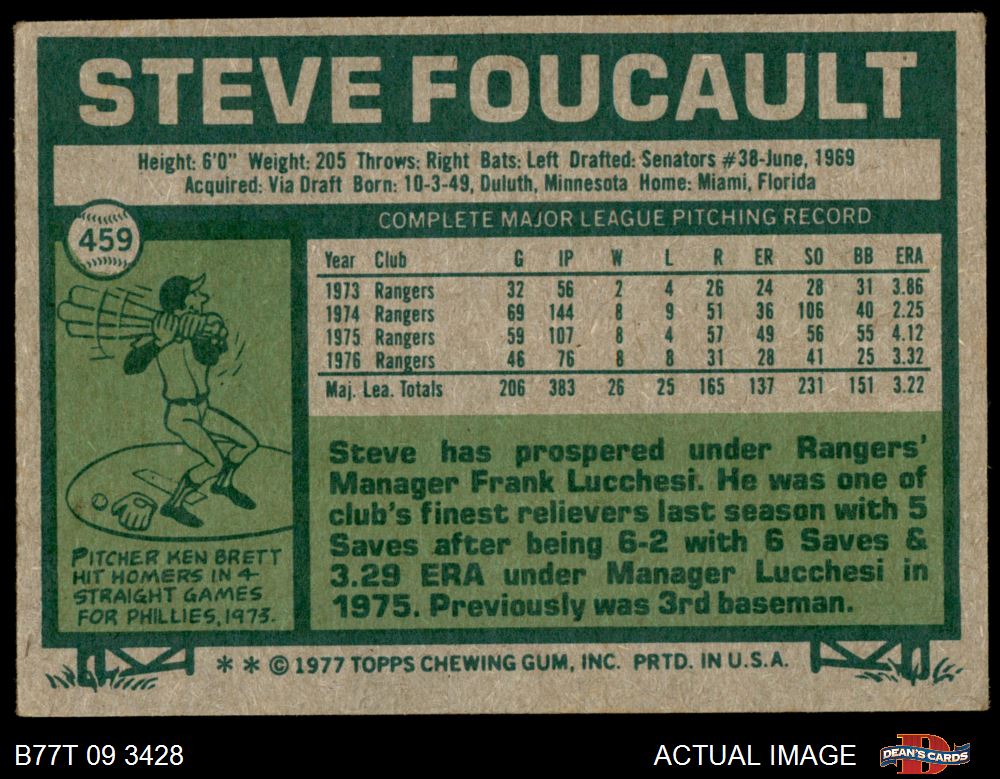 STEVE FOUCAULT
Height: 6'0" Weight: 205 Throws: Right Bats: Left Drafted: Senators #38-June, 1969
Acquired: Via Draft Born: 10-3-49, Duluth, Minnesota Home: Miami, Florida
459
COMPLETE MAJOR LEAGUE PITCHING RECORD
Year Club G IP W L R ER SO BB ERA
1973 Rangers 32 56 2 4 26 24 28 31 3.86
1974 Rangers 69 144 8 9 51 36 106 40 2.25
1975 Rangers 59 107 8 4 57 49 56 55 4.12
1976 Rangers 46 76 8 8 31 28 41 25 3.32
Maj. Lea. Totals 206 383 26 25 165 137 231 151 3.22
Steve has prospered under Rangers'
Manager Frank Lucchesi. He was one of
club's finest relievers last season with 5
Saves after being 6-2 with 6 Saves &
3.29 ERA under Manager Lucchesi in
1975. Previously was 3rd baseman.
PITCHER KEN BRETT
HIT HOMERS IN 4
STRAIGHT GAMES
FOR PHILLIES, 1973.
* * © 1977 TOPPS CHEWING GUM, INC. PRTD. IN U.S.A.
B77T 09 3428
ACTUAL IMAGE
DEAN'S CARDS